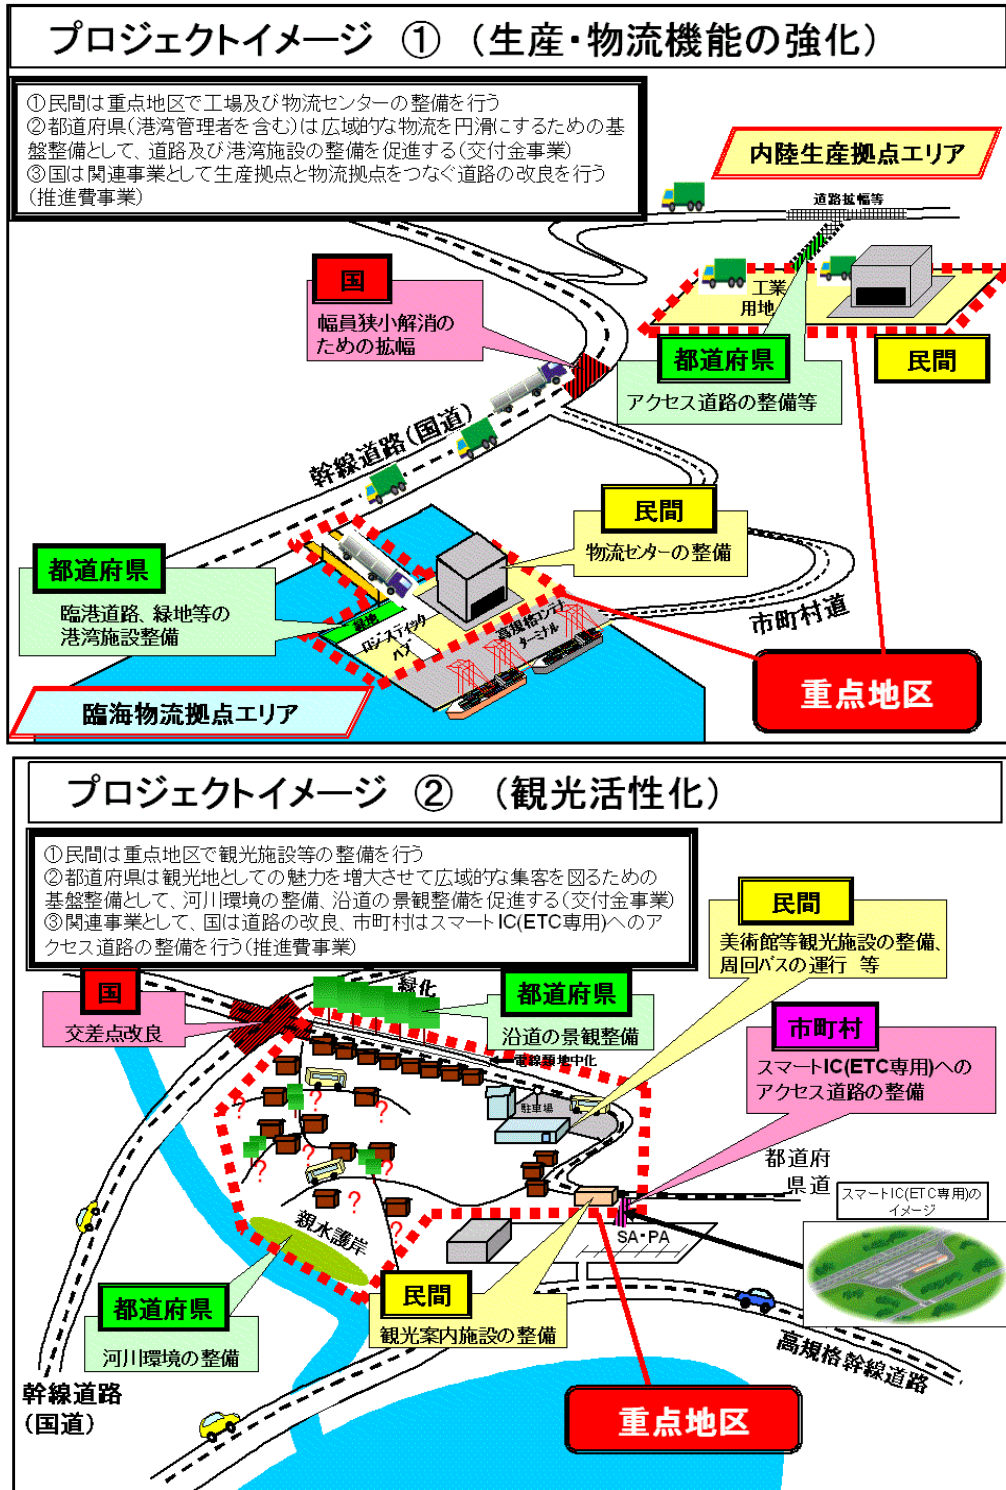 プロジェクトイメージ ① (生産・物流機能の強化)
①民間は重点地区で工場及び物流センターの整備を行う
②都道府県(港湾管理者を含む)は広域的な物流を円滑にするための基
盤整備として、道路及び港湾施設の整備を促進する(交付金事業)
③国は関連事業として生産拠点と物流拠点をつなぐ道路の改良を行う
(推進費事業)
内陸生産拠点エリア
道路拡幅等
国
幅員狭小解消の
ための拡幅
工業
用地
都道府県
アクセス道路の整備等
民間
幹線道路(国道)
民間
物流センターの整備
都道府県
臨港道路、緑地等の
港湾施設整備
緑地
ロジスティック
ハブ
高規格コンテナ
ターミナル
市町村道
重点地区
臨海物流拠点エリア
プロジェクトイメージ ② (観光活性化)
①民間は重点地区で観光施設等の整備を行う
②都道府県は観光地としての魅力を増大させて広域的な集客を図るための
基盤整備として、河川環境の整備、沿道の景観整備を促進する(交付金事業)
③関連事業として、国は道路の改良、市町村はスマートIC(ETC専用)へのア
クセス道路の整備を行う(推進費事業)
民間
美術館等観光施設の整備、
周回バスの運行 等
国
交差点改良
緑化
都道府県
沿道の景観整備
電線類地中化
市町村
スマートIC(ETC専用)への
アクセス道路の整備
駐車場
?
?
?
?
?
?
?
都道府
県道
スマートIC(ETC専用)の
イメージ
SA・PA
親水護岸
都道府県
河川環境の整備
民間
観光案内施設の整備
高規格幹線道路
幹線道路
(国道)
重点地区